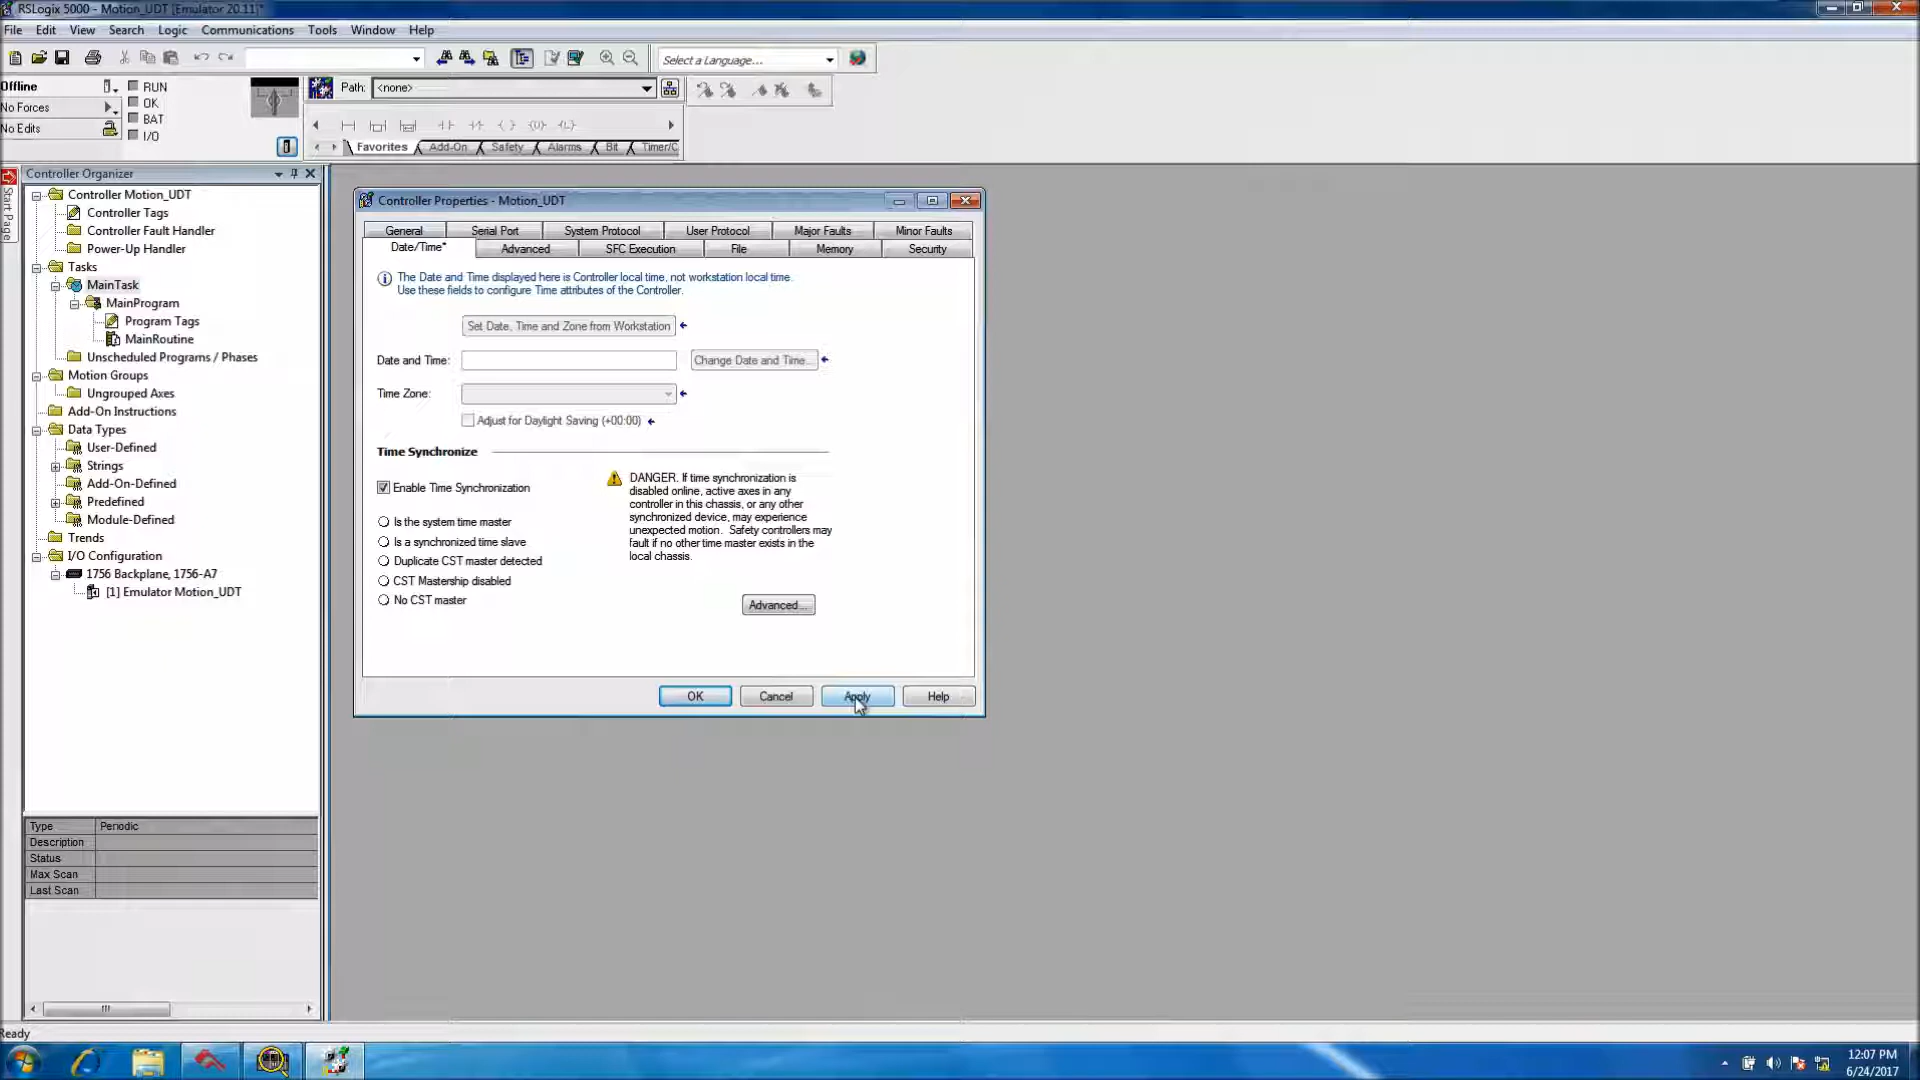 RSLogix 5000 - Motion_UDT [Emulator 20.11]*
File Edit View Search Logic Communications Tools Window Help
Select a Language...
Offline
RUN
No Forces
OK
No Edits
BAT
I/O
Path: <none>
Favorites Add-On Safety Alarms Bit Timer/C
Start Page
Controller Organizer
Controller Motion_UDT
Controller Tags
Controller Fault Handler
Power-Up Handler
Tasks
MainTask
MainProgram
Program Tags
MainRoutine
Unscheduled Programs / Phases
Motion Groups
Ungrouped Axes
Add-On Instructions
Data Types
User-Defined
Strings
Add-On-Defined
Predefined
Module-Defined
Trends
I/O Configuration
1756 Backplane, 1756-A7
[1] Emulator Motion_UDT
Type Periodic
Description
Status
Max Scan
Last Scan
Controller Properties - Motion_UDT
General Serial Port System Protocol User Protocol Major Faults Minor Faults
Date/Time* Advanced SFC Execution File Memory Security
The Date and Time displayed here is Controller local time, not workstation local time.
Use these fields to configure Time attributes of the Controller.
Set Date, Time and Zone from Workstation
Date and Time: Change Date and Time...
Time Zone:
Adjust for Daylight Saving (+00:00)
Time Synchronize
Enable Time Synchronization
Is the system time master
Is a synchronized time slave
Duplicate CST master detected
CST Mastership disabled
No CST master
DANGER. If time synchronization is
disabled online, active axes in any
controller in this chassis, or any other
synchronized device, may experience
unexpected motion. Safety controllers may
fault if no other time master exists in the
local chassis.
Advanced...
OK Cancel Apply Help
Ready
12:07 PM
6/24/2017